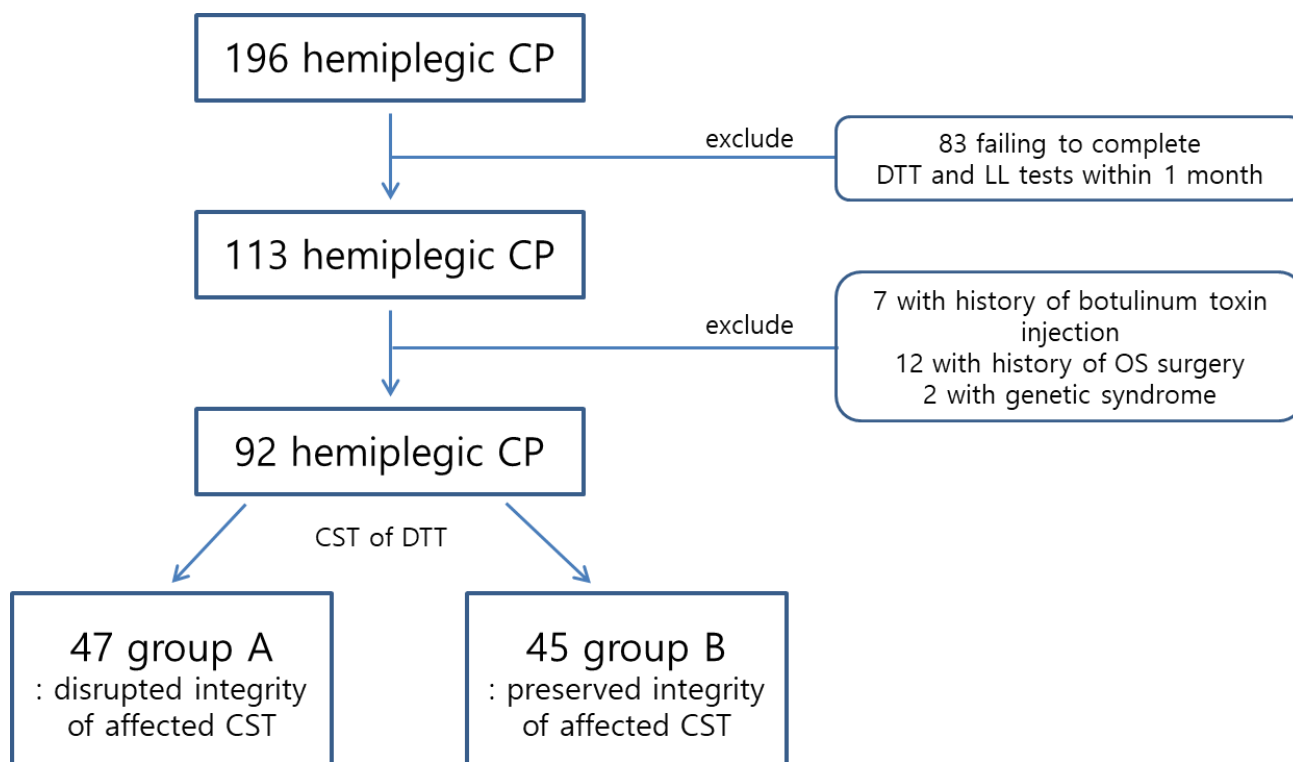 196 hemiplegic CP
exclude
83 failing to complete
DTT and LL tests within 1 month
113 hemiplegic CP
exclude
7 with history of botulinum toxin
injection
12 with history of OS surgery
2 with genetic syndrome
92 hemiplegic CP
CST of DTT
47 group A
: disrupted integrity
of affected CST
45 group B
: preserved integrity
of affected CST